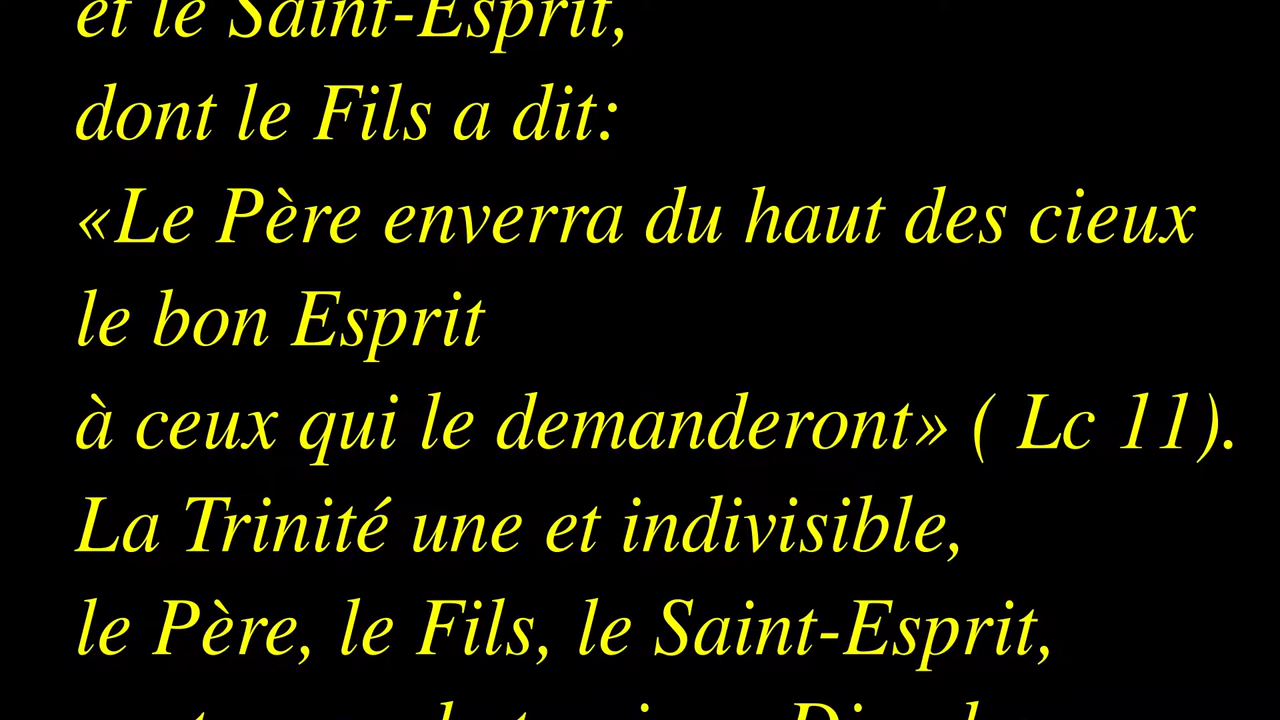 et le Saint-Esprit,
dont le Fils a dit:
«Le Père enverra du haut des cieux
le bon Esprit
à ceux qui le demanderont» ( Lc 11).
La Trinité une et indivisible,
le Père, le Fils, le Saint-Esprit,